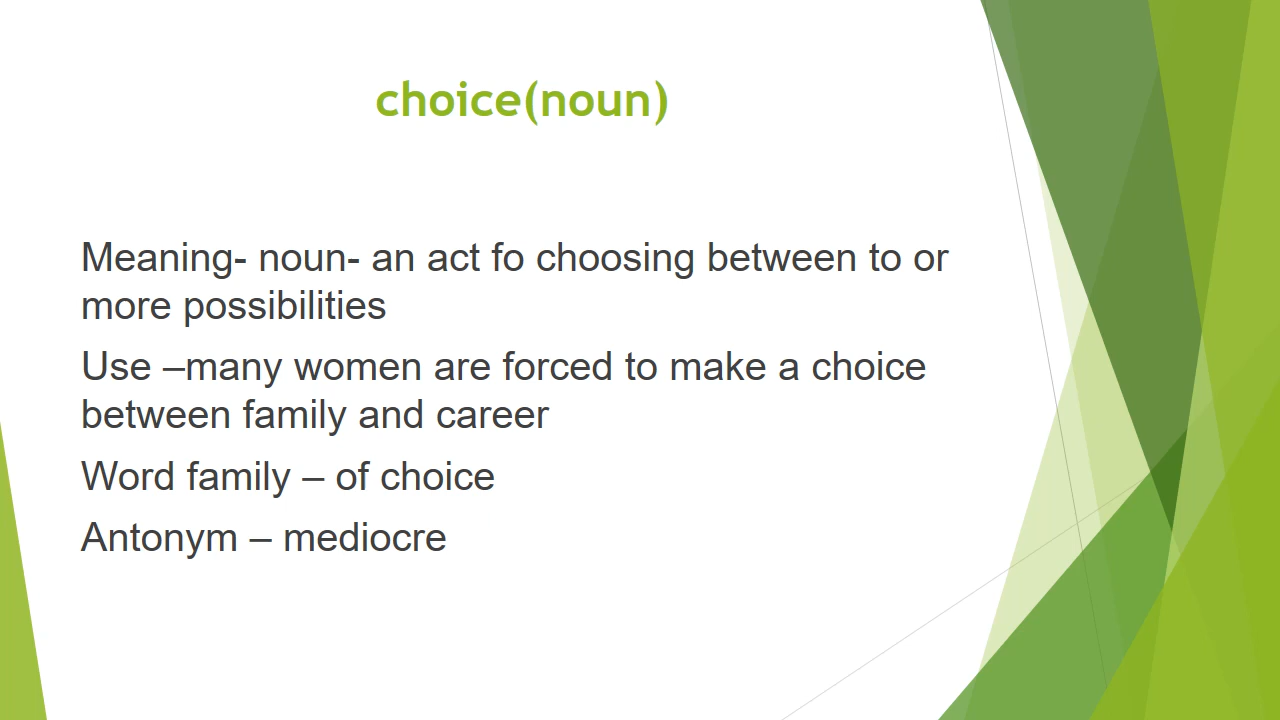 choice(noun)
Meaning- noun- an act fo choosing between to or
more possibilities
Use –many women are forced to make a choice
between family and career
Word family – of choice
Antonym – mediocre